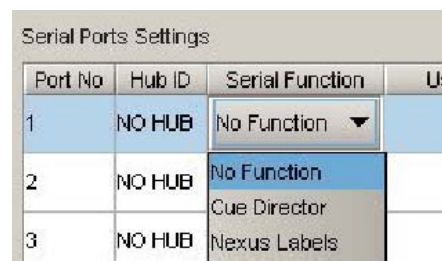 Serial Ports Settings
Port No Hub ID Serial Function
1 NO HUB No Function
2 NO HUB No Function
Cue Director
3 NO HUB Nexus Labels